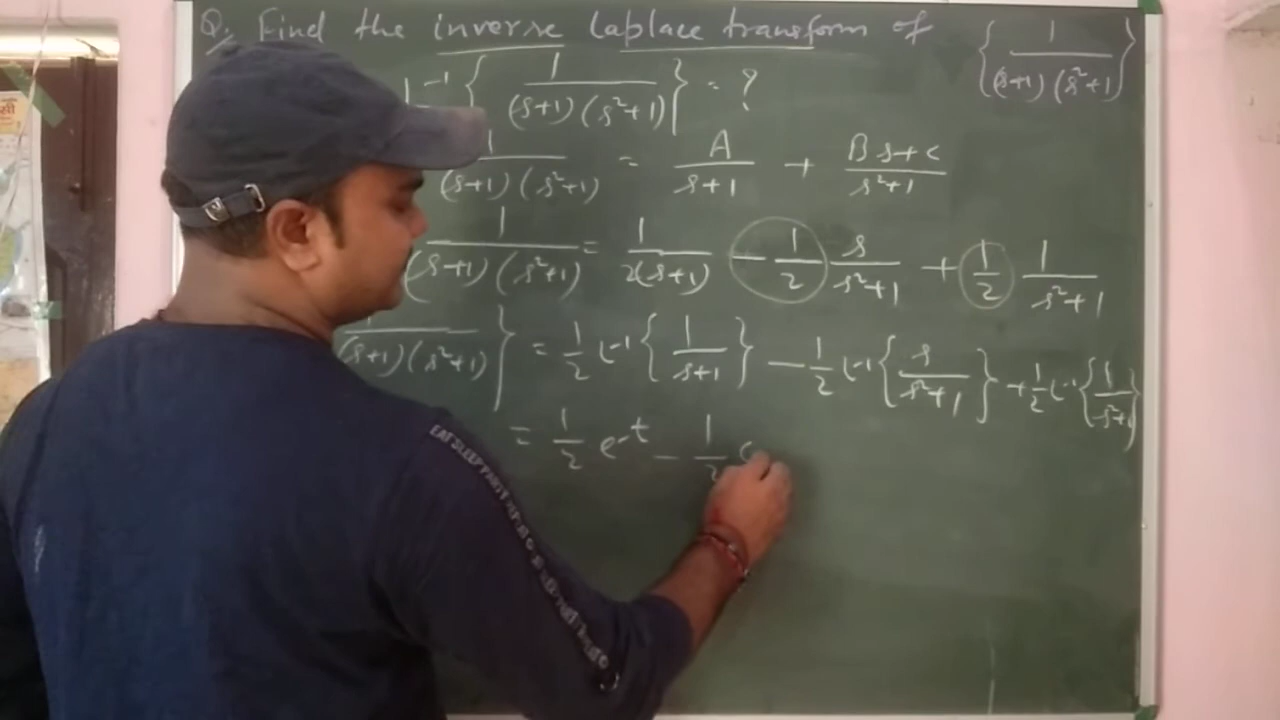 Q. Find the inverse Laplace transform of {1/((s+1)(s²+1))}
L⁻¹{1/((s+1)(s²+1))} = ?
1/((s+1)(s²+1)) = A/(s+1) + (Bs+C)/(s²+1)
1/((s+1)(s²+1)) = 1/(2(s+1)) - 1/2 s/(s²+1) + 1/2 1/(s²+1)
1/((s+1)(s²+1))} = 1/2 L⁻¹{1/(s+1)} - 1/2 L⁻¹{s/(s²+1)} + 1/2 L⁻¹{1/(s²+1)}
= 1/2 e^-t - 1/2 c